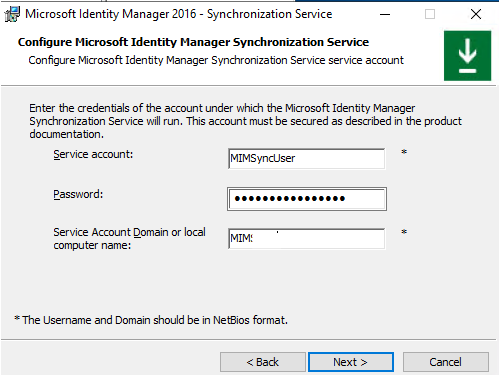 Microsoft Identity Manager 2016 - Synchronization Service
Configure Microsoft Identity Manager Synchronization Service
Configure Microsoft Identity Manager Synchronization Service service account
Enter the credentials of the account under which the Microsoft Identity Manager
Synchronization Service will run. This account must be secured as described in the product
documentation.
Service account:
MIMSyncUser
*
Password:
••••••••••••••••
Service Account Domain or local
computer name:
*
* The Username and Domain should be in NetBios format.
< Back
Next >
Cancel